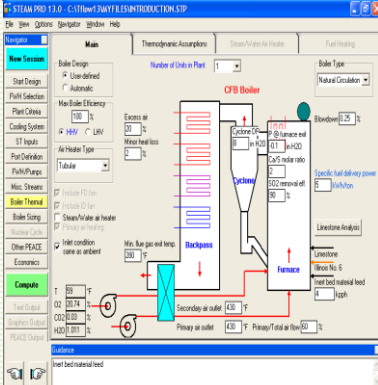 STEAM PRO 13.0 - C:\Tflow13\MYFILES\INTRODUCTION.STP
File View Options Navigator Window Help
Navigator
Main
Thermodynamic Assumptions
Steam/Water Air Heater
Fuel Heating
New Session
Start Design
FWH Selection
Plant Criteria
Cooling System
ST Inputs
Port Definition
FWH/Pumps
Misc. Streams
Boiler Thermal
Boiler Sizing
Nuclear Cycle
Other PEACE
Economics
Compute
Text Output
Graphics Output
PEACE Output
Boiler Design
User-defined
Automatic
Max Boiler Efficiency
100 %
HHV LHV
Air Heater Type
Tubular
Include FD fan
Include ID fan
Steam/Water air heater
Primary air heating
Inlet condition
same as ambient
T 59 °F
O2 20.74 %
CO2 0.03 %
H2O 1.011 %
Number of Units in Plant 1
CFB Boiler
Excess air
20 %
Minor heat loss
2 %
Min. flue gas exit temp.
280 °F
Backpass
Cyclone DP
8 in H2O
Cyclone
P @ furnace exit
-0.1 in H2O
Ca/S molar ratio
2
SO2 removal eff.
90 %
Furnace
Secondary air outlet 430 °F
Primary air outlet 430 °F Primary/Total air flow 60 %
Boiler Type
Natural Circulation
Blowdown 0.25 %
Specific fuel delivery power
5 kWh/ton
Limestone Analysis
Limestone
Illinois No. 6
Inert bed material feed
4 kpph
Guidance
Inert bed material feed